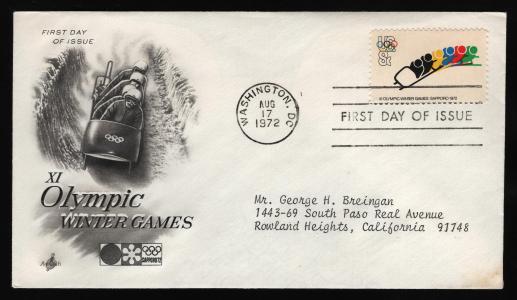 FIRST DAY
OF ISSUE
US
8c
XI OLYMPIC WINTER GAMES SAPPORO 1972
WASHINGTON, DC
AUG
17
1972
FIRST DAY OF ISSUE
XI
Olympic
WINTER GAMES
SAPPORO'72
Mr. George H. Breingan
1443-69 South Paso Real Avenue
Rowland Heights, California 91748